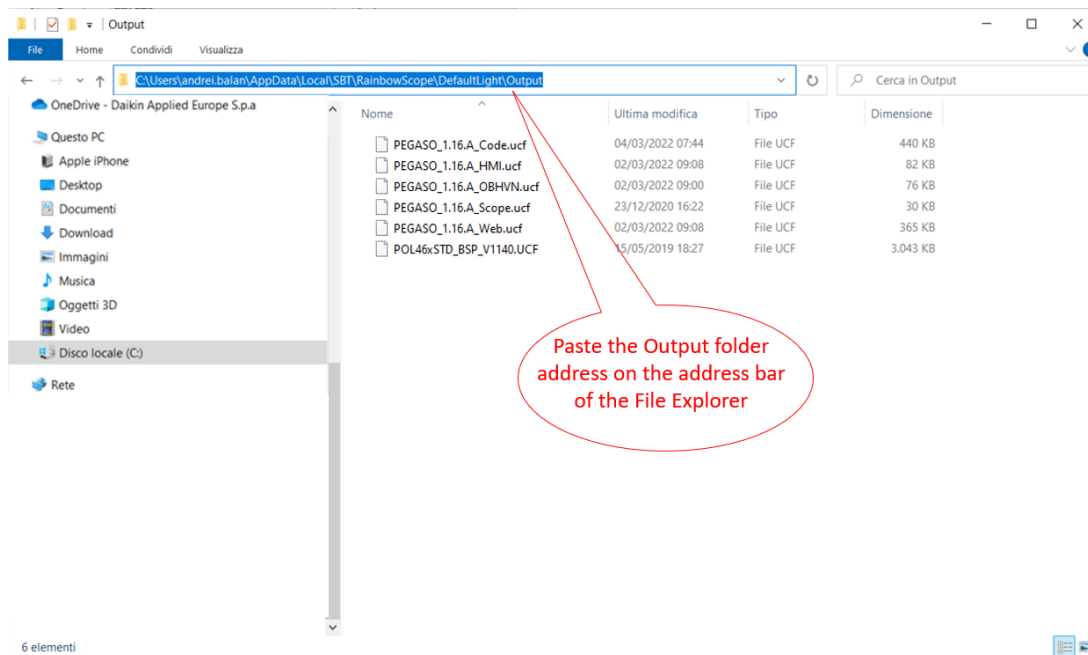 Output
File Home Condividi Visualizza
C:\Users\andrei.balan\AppData\Local\SBT\RainbowScope\DefaultLight\Output
Cerca in Output
OneDrive - Daikin Applied Europe S.p.a
Questo PC
Apple iPhone
Desktop
Documenti
Download
Immagini
Musica
Oggetti 3D
Video
Disco locale (C:)
Rete
Nome Ultima modifica Tipo Dimensione
PEGASO_1.16.A_Code.ucf 04/03/2022 07:44 File UCF 440 KB
PEGASO_1.16.A_HMI.ucf 02/03/2022 09:08 File UCF 82 KB
PEGASO_1.16.A_OBHVN.ucf 02/03/2022 09:00 File UCF 76 KB
PEGASO_1.16.A_Scope.ucf 23/12/2020 16:22 File UCF 30 KB
PEGASO_1.16.A_Web.ucf 02/03/2022 09:08 File UCF 365 KB
POL46xSTD_BSP_V1140.UCF 15/05/2019 18:27 File UCF 3.043 KB
Paste the Output folder
address on the address bar
of the File Explorer
6 elementi